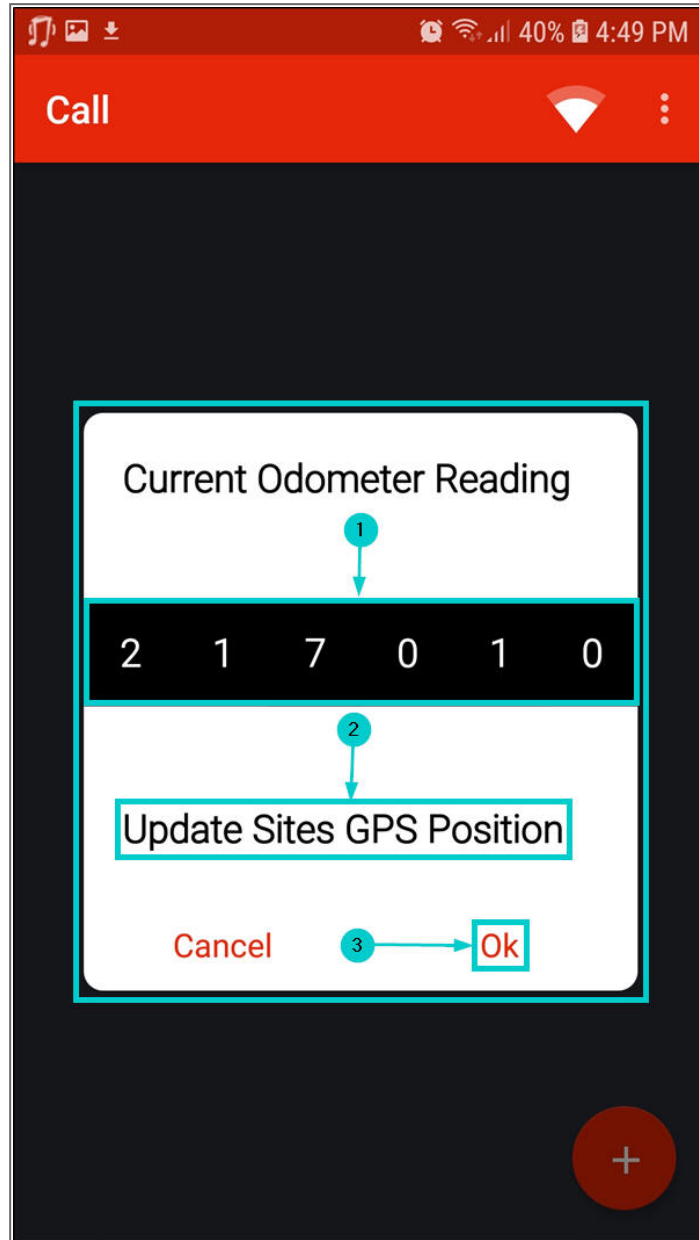 40% 4:49 PM
Call
Current Odometer Reading
1
2 1 7 0 1 0
2
Update Sites GPS Position
Cancel 3 Ok
+